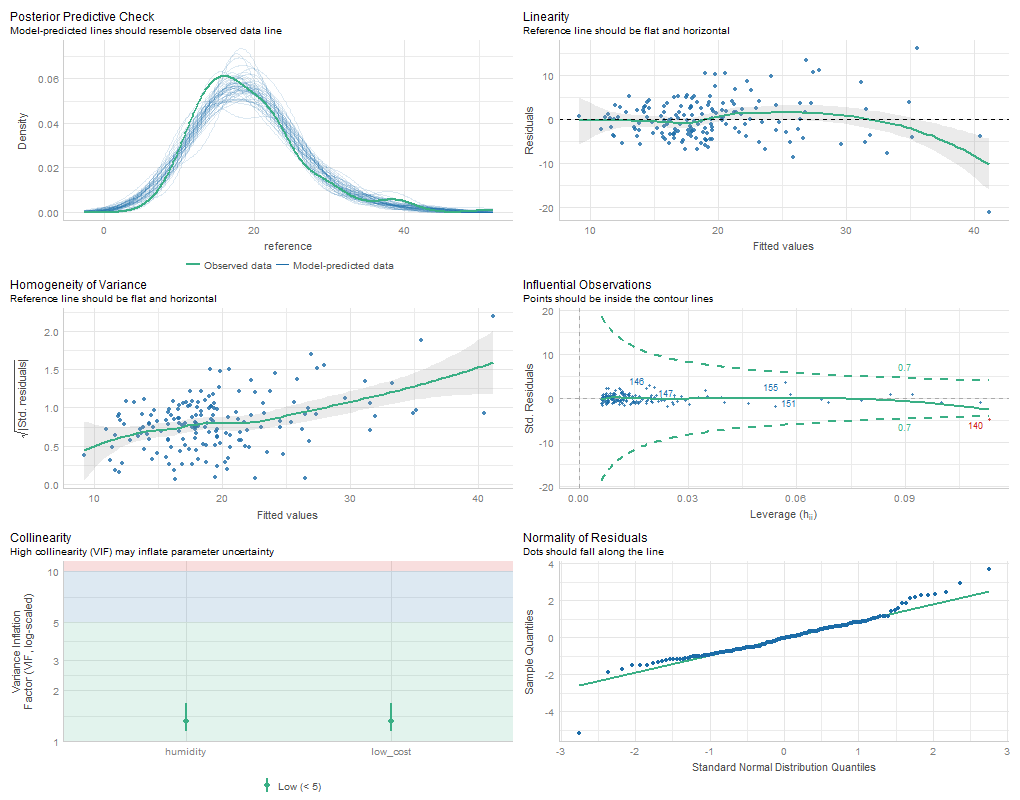 Posterior Predictive Check
Model-predicted lines should resemble observed data line
Density
0.06
0.04
0.02
0.00
0
20
40
reference
Observed data
Model-predicted data
Linearity
Reference line should be flat and horizontal
Residuals
10
0
-10
-20
10
20
30
40
Fitted values
Homogeneity of Variance
Reference line should be flat and horizontal
√|Std. residuals|
2.0
1.5
1.0
0.5
0.0
10
20
30
40
Fitted values
Influential Observations
Points should be inside the contour lines
Std. Residuals
20
10
0
-10
-20
0.7
146
147
155
151
140
0.7
0.00
0.03
0.06
0.09
Leverage (hᵢᵢ)
Collinearity
High collinearity (VIF) may inflate parameter uncertainty
Variance Inflation
Factor (VIF, log-scaled)
10
5
3
2
1
humidity
low_cost
Low (< 5)
Normality of Residuals
Dots should fall along the line
Sample Quantiles
4
2
0
-2
-4
-3
-2
-1
0
1
2
3
Standard Normal Distribution Quantiles